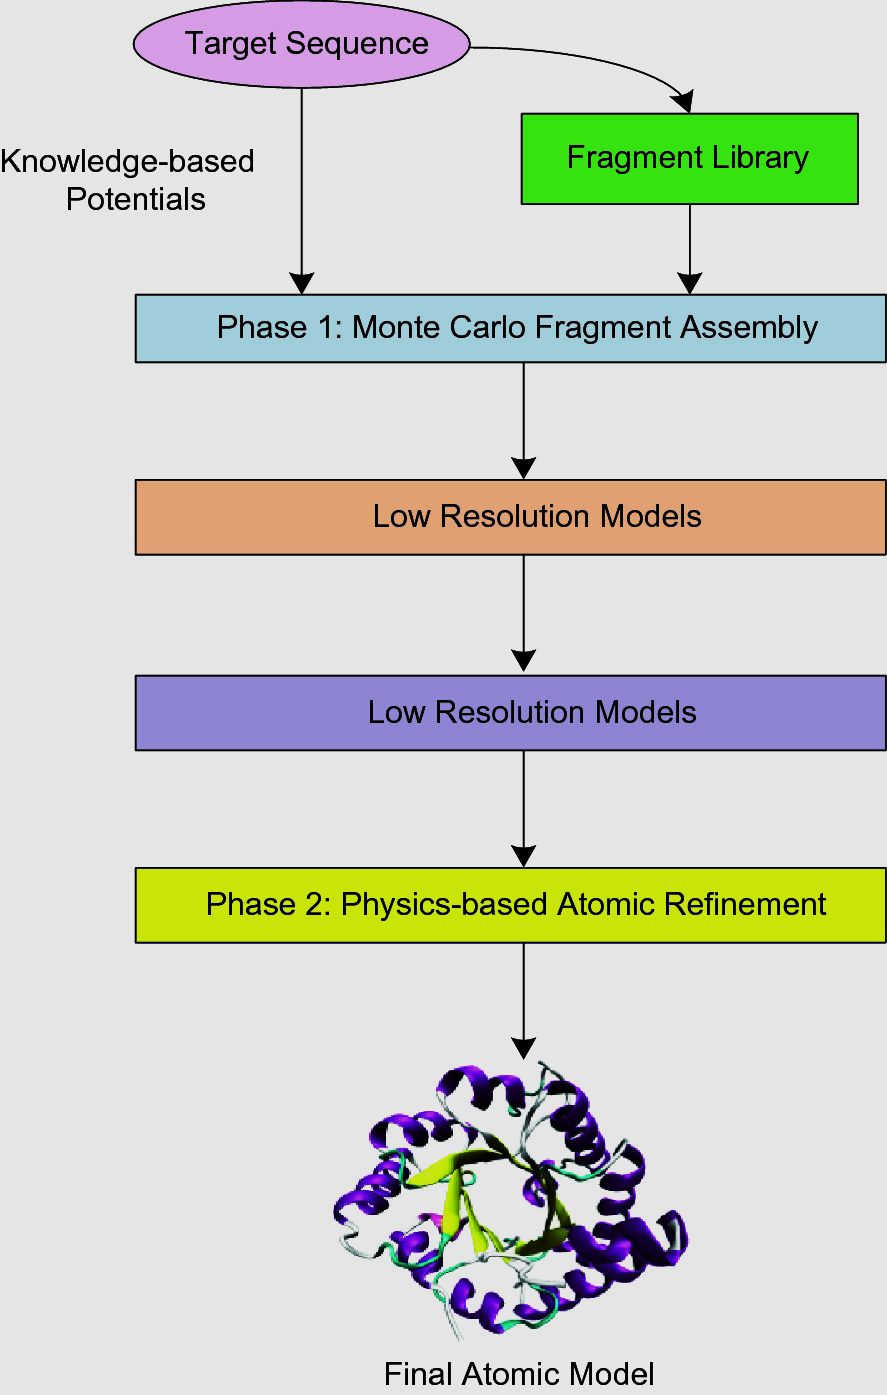 Target Sequence
Knowledge-based
Potentials
Fragment Library
Phase 1: Monte Carlo Fragment Assembly
Low Resolution Models
Low Resolution Models
Phase 2: Physics-based Atomic Refinement
Final Atomic Model